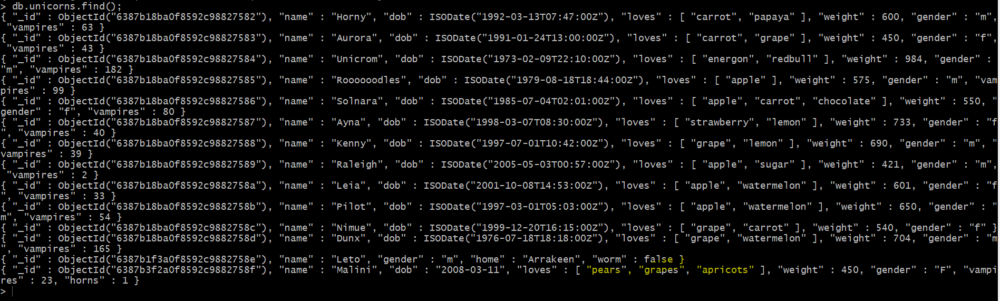 > db.unicorns.find();
{ "_id" : ObjectId("6387b18ba0f8592c98827582"), "name" : "Horny", "dob" : ISODate("1992-03-13T07:47:00Z"), "loves" : [ "carrot", "papaya" ], "weight" : 600, "gender" : "m",
 "vampires" : 63 }
{ "_id" : ObjectId("6387b18ba0f8592c98827583"), "name" : "Aurora", "dob" : ISODate("1991-01-24T13:00:00Z"), "loves" : [ "carrot", "grape" ], "weight" : 450, "gender" : "f",
 "vampires" : 43 }
{ "_id" : ObjectId("6387b18ba0f8592c98827584"), "name" : "Unicrom", "dob" : ISODate("1973-02-09T22:10:00Z"), "loves" : [ "energon", "redbull" ], "weight" : 984, "gender" :
"m", "vampires" : 182 }
{ "_id" : ObjectId("6387b18ba0f8592c98827585"), "name" : "Roooooodles", "dob" : ISODate("1979-08-18T18:44:00Z"), "loves" : [ "apple" ], "weight" : 575, "gender" : "m", "vam
pires" : 99 }
{ "_id" : ObjectId("6387b18ba0f8592c98827586"), "name" : "Solnara", "dob" : ISODate("1985-07-04T02:01:00Z"), "loves" : [ "apple", "carrot", "chocolate" ], "weight" : 550, "
gender" : "f", "vampires" : 80 }
{ "_id" : ObjectId("6387b18ba0f8592c98827587"), "name" : "Ayna", "dob" : ISODate("1998-03-07T08:30:00Z"), "loves" : [ "strawberry", "lemon" ], "weight" : 733, "gender" : "f
", "vampires" : 40 }
{ "_id" : ObjectId("6387b18ba0f8592c98827588"), "name" : "Kenny", "dob" : ISODate("1997-07-01T10:42:00Z"), "loves" : [ "grape", "lemon" ], "weight" : 690, "gender" : "m", "
vampires" : 39 }
{ "_id" : ObjectId("6387b18ba0f8592c98827589"), "name" : "Raleigh", "dob" : ISODate("2005-05-03T00:57:00Z"), "loves" : [ "apple", "sugar" ], "weight" : 421, "gender" : "m",
 "vampires" : 2 }
{ "_id" : ObjectId("6387b18ba0f8592c9882758a"), "name" : "Leia", "dob" : ISODate("2001-10-08T14:53:00Z"), "loves" : [ "apple", "watermelon" ], "weight" : 601, "gender" : "f
", "vampires" : 33 }
{ "_id" : ObjectId("6387b18ba0f8592c9882758b"), "name" : "Pilot", "dob" : ISODate("1997-03-01T05:03:00Z"), "loves" : [ "apple", "watermelon" ], "weight" : 650, "gender" : "
m", "vampires" : 54 }
{ "_id" : ObjectId("6387b18ba0f8592c9882758c"), "name" : "Nimue", "dob" : ISODate("1999-12-20T16:15:00Z"), "loves" : [ "grape", "carrot" ], "weight" : 540, "gender" : "f" }
{ "_id" : ObjectId("6387b18ba0f8592c9882758d"), "name" : "Dunx", "dob" : ISODate("1976-07-18T18:18:00Z"), "loves" : [ "grape", "watermelon" ], "weight" : 704, "gender" : "m
", "vampires" : 165 }
{ "_id" : ObjectId("6387b1f3a0f8592c9882758e"), "name" : "Leto", "gender" : "m", "home" : "Arrakeen", "worm" : false }
{ "_id" : ObjectId("6387b3f2a0f8592c9882758f"), "name" : "Malini", "dob" : "2008-03-11", "loves" : [ "pears", "grapes", "apricots" ], "weight" : 450, "gender" : "F", "vampi
res" : 23, "horns" : 1 }
>